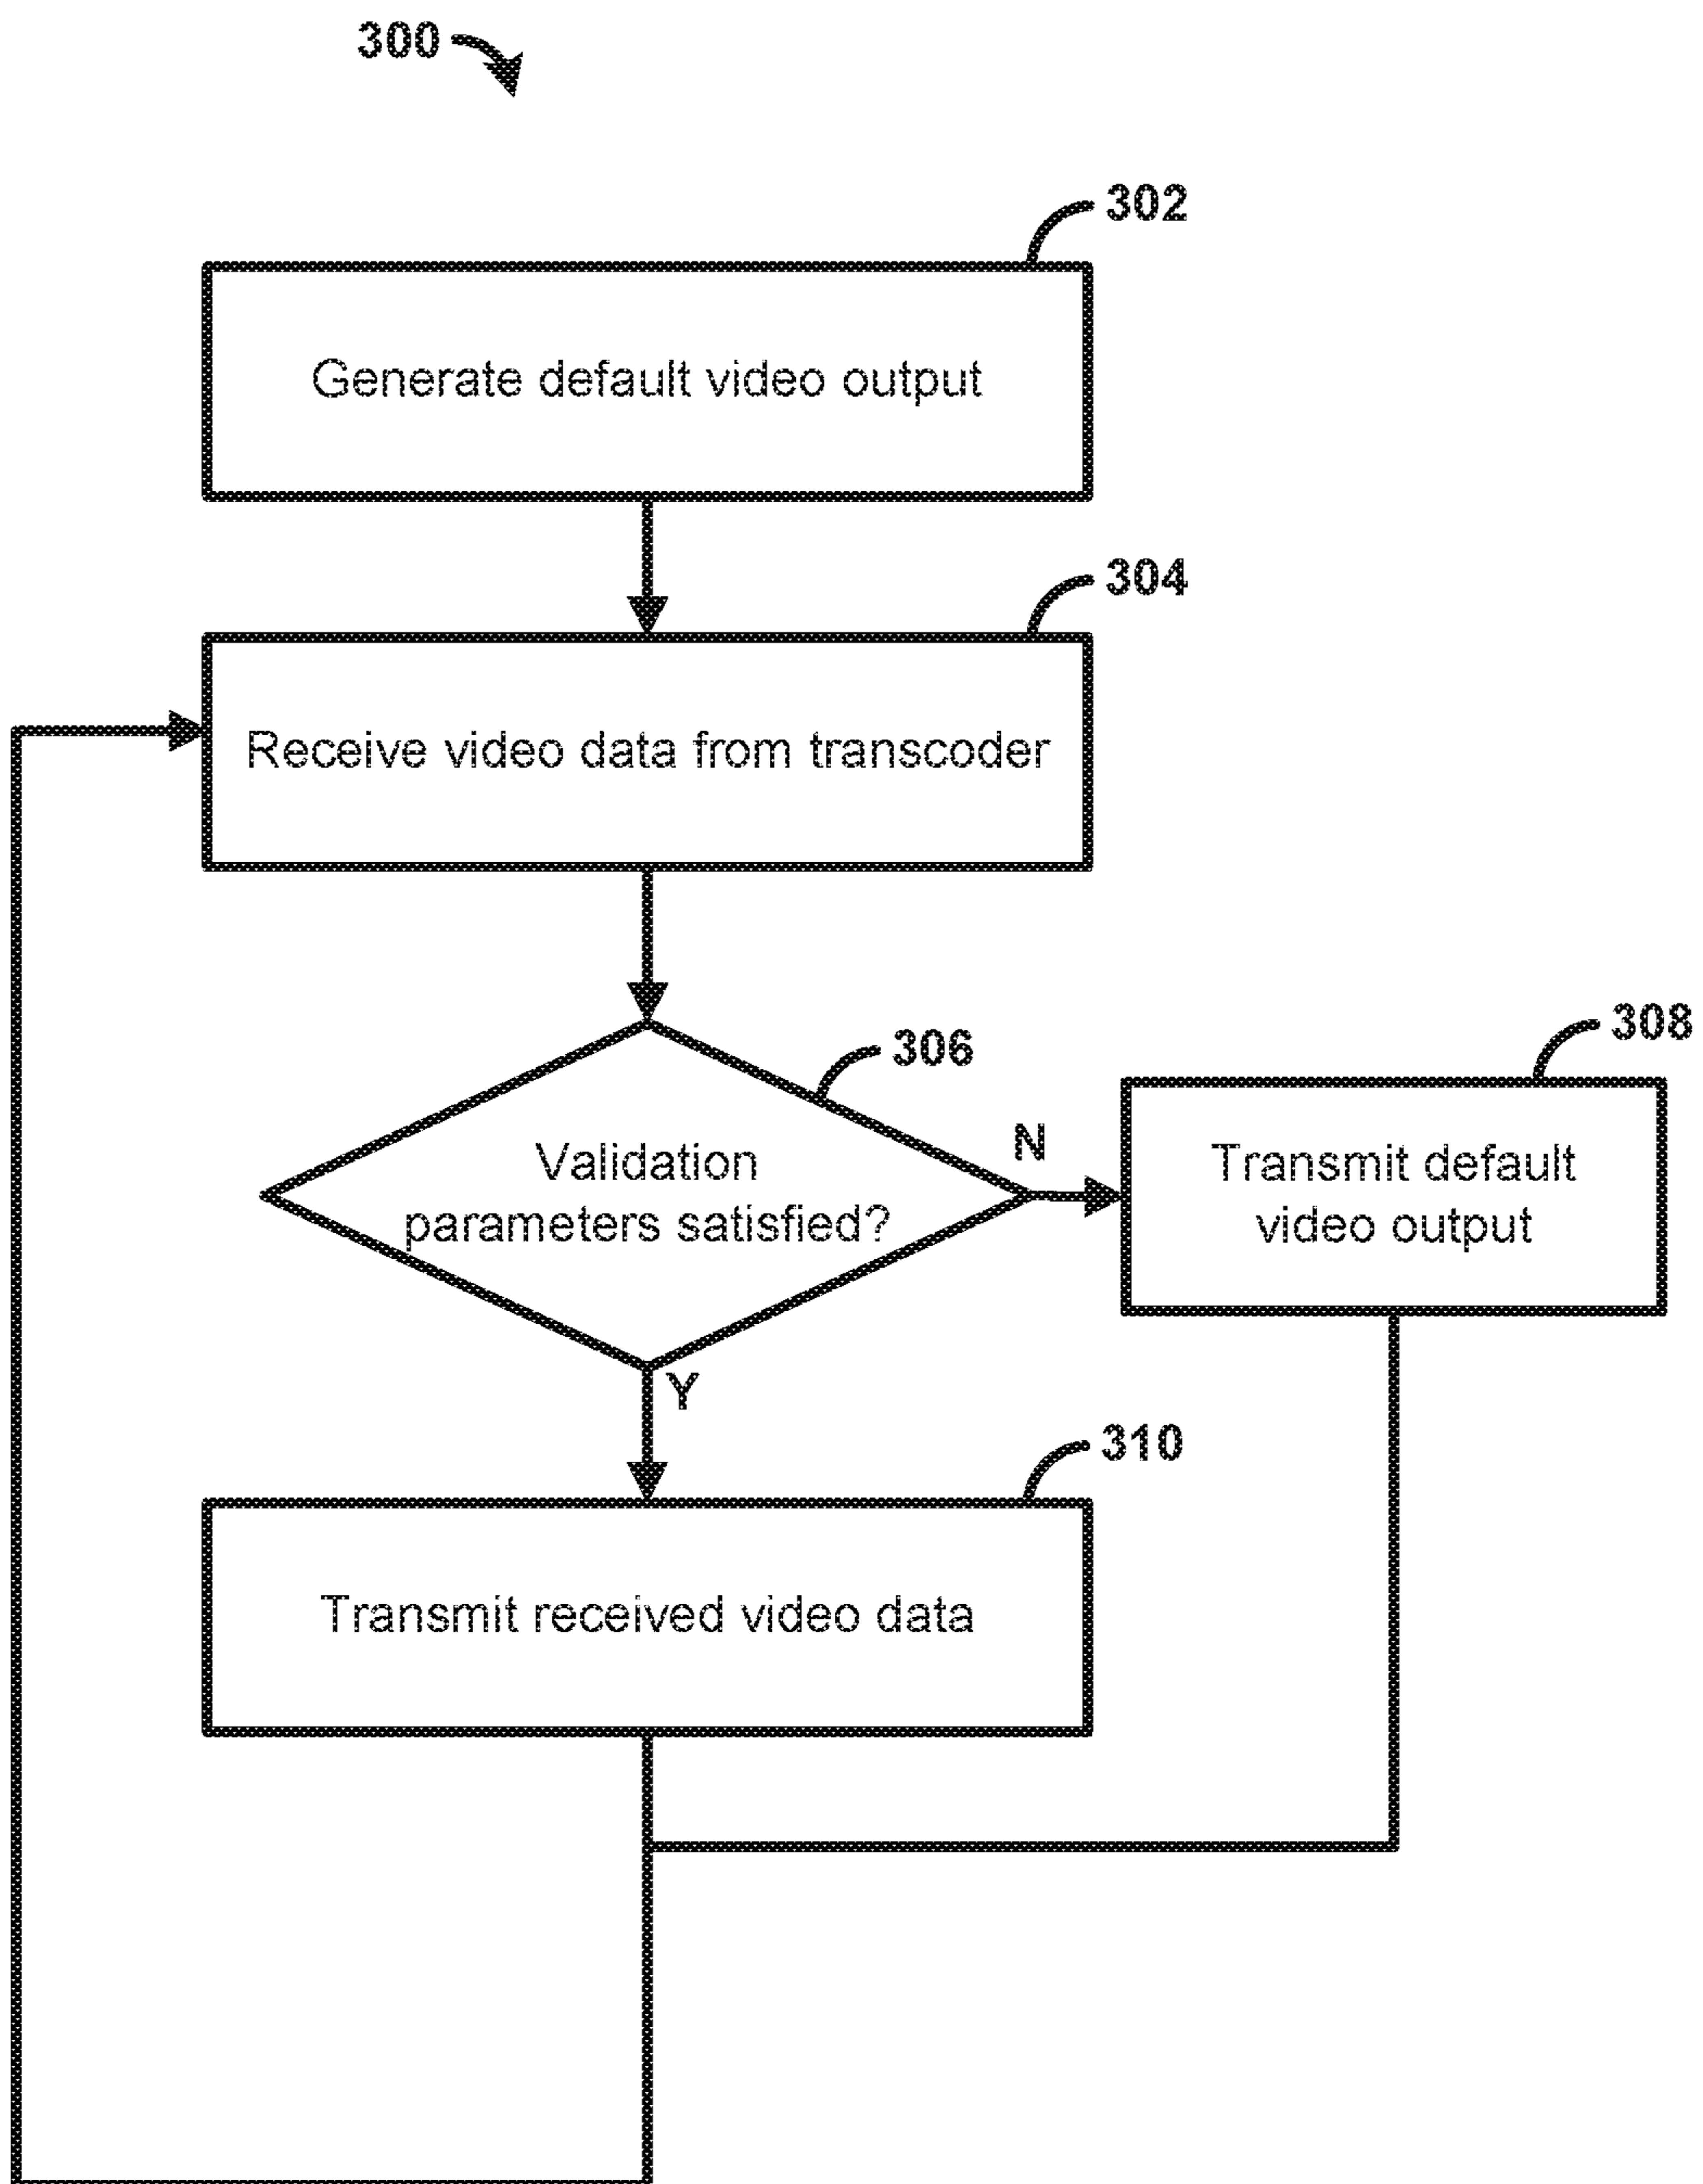 300
302
Generate default video output
304
Receive video data from transcoder
306
308
Validation
parameters satisfied?
N
Transmit default
video output
Y
310
Transmit received video data